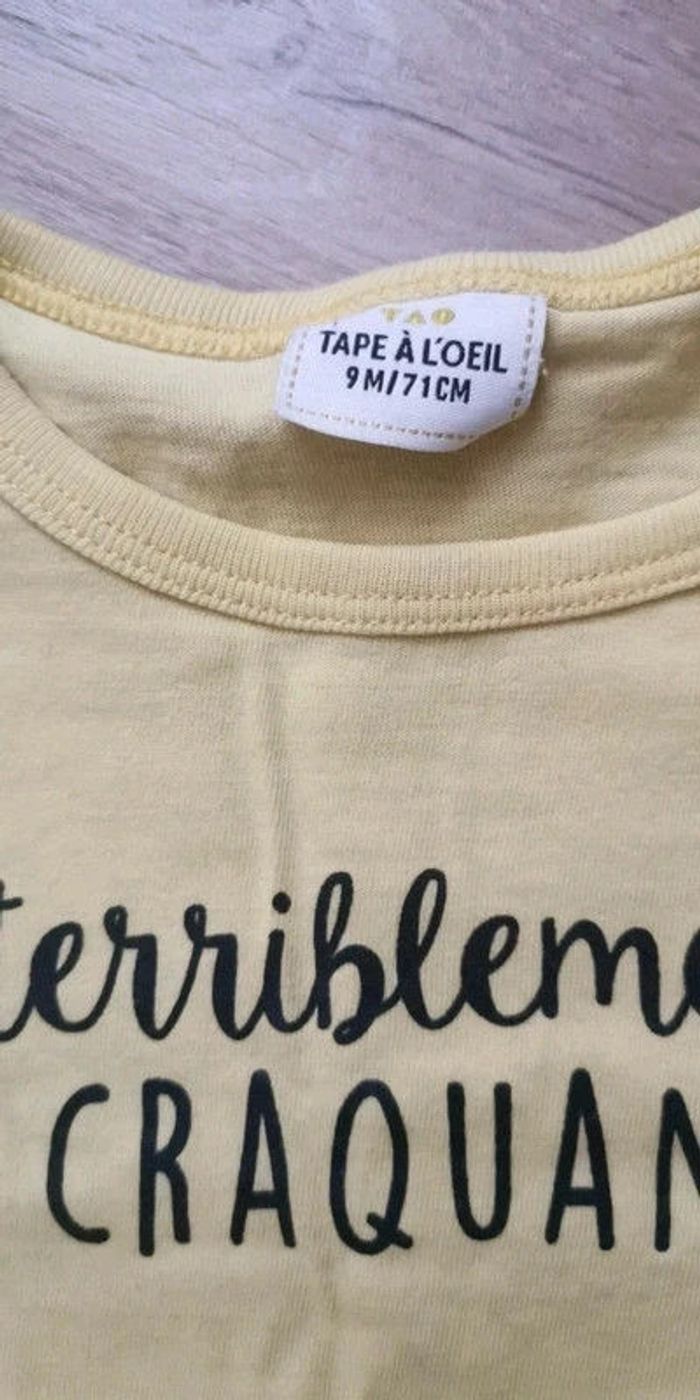 TAO
TAPE À L'OEIL
9M/71CM
terribleme
CRAQUAN